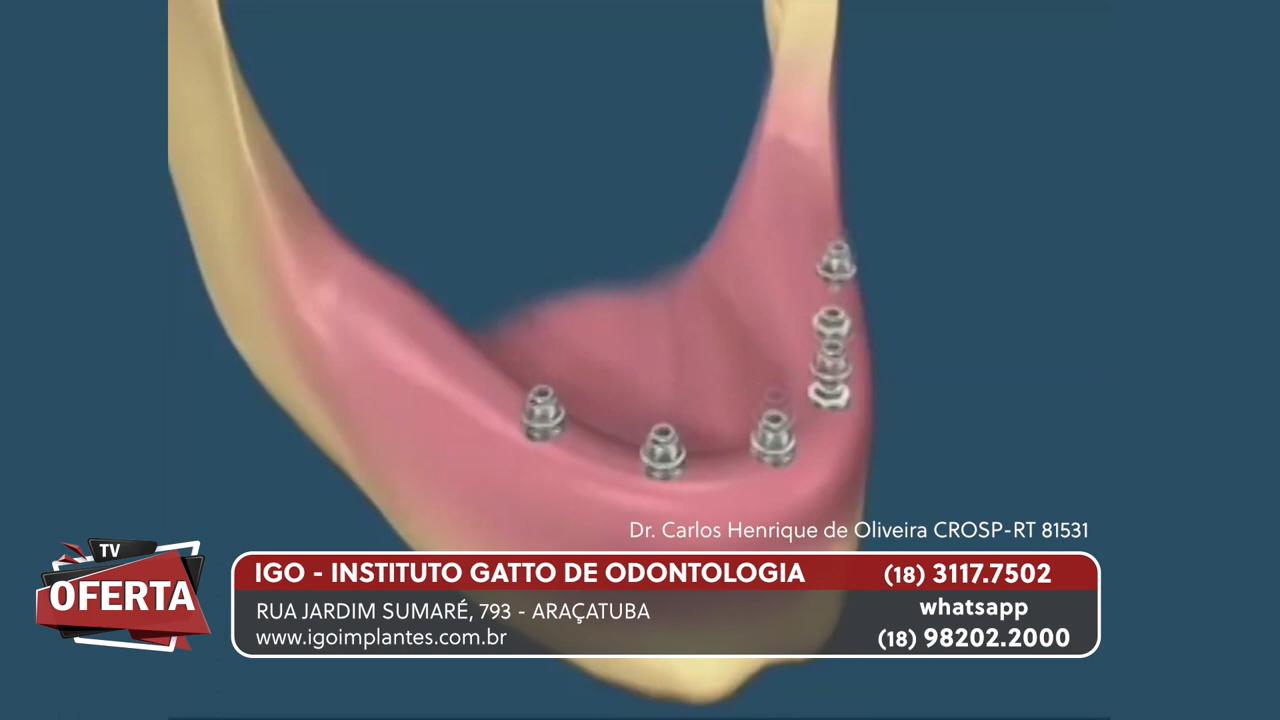 Dr. Carlos Henrique de Oliveira CROSP-RT 81531
TV
OFERTA
IGO - INSTITUTO GATTO DE ODONTOLOGIA
(18) 3117.7502
RUA JARDIM SUMARÉ, 793 - ARAÇATUBA
www.igoimplantes.com.br
whatsapp
(18) 98202.2000